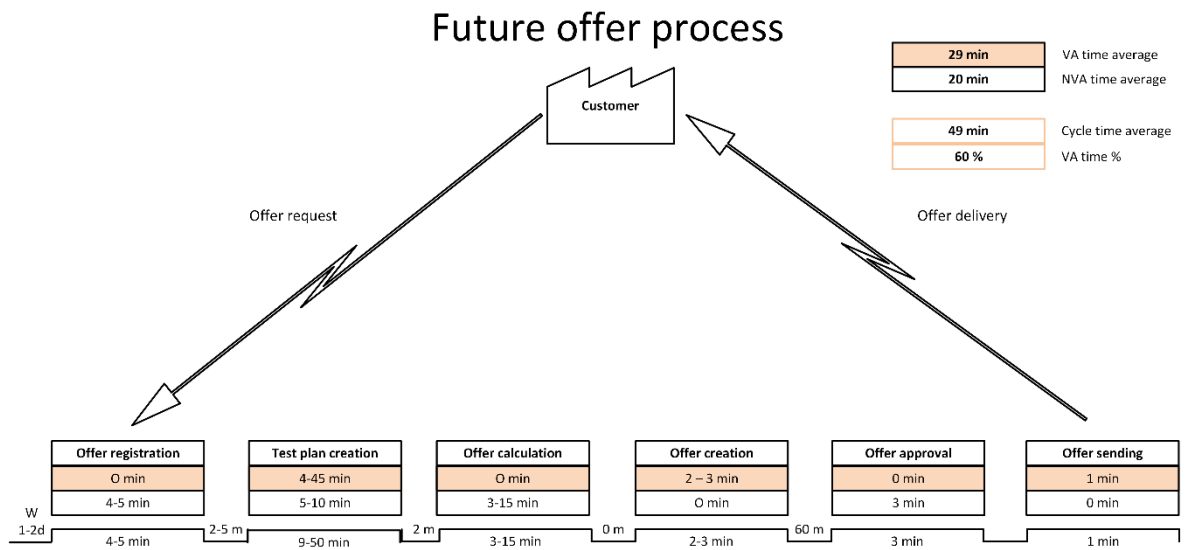 Future offer process
29 min VA time average
20 min NVA time average
Customer
49 min Cycle time average
60 % VA time %
Offer request
Offer delivery
Offer registration Test plan creation Offer calculation Offer creation Offer approval Offer sending
O min 4-45 min O min 2 – 3 min 0 min 1 min
4-5 min 5-10 min 3-15 min O min 3 min 0 min
W
1-2d 2-5 m 2 m 0 m 60 m
4-5 min 9-50 min 3-15 min 2-3 min 3 min 1 min